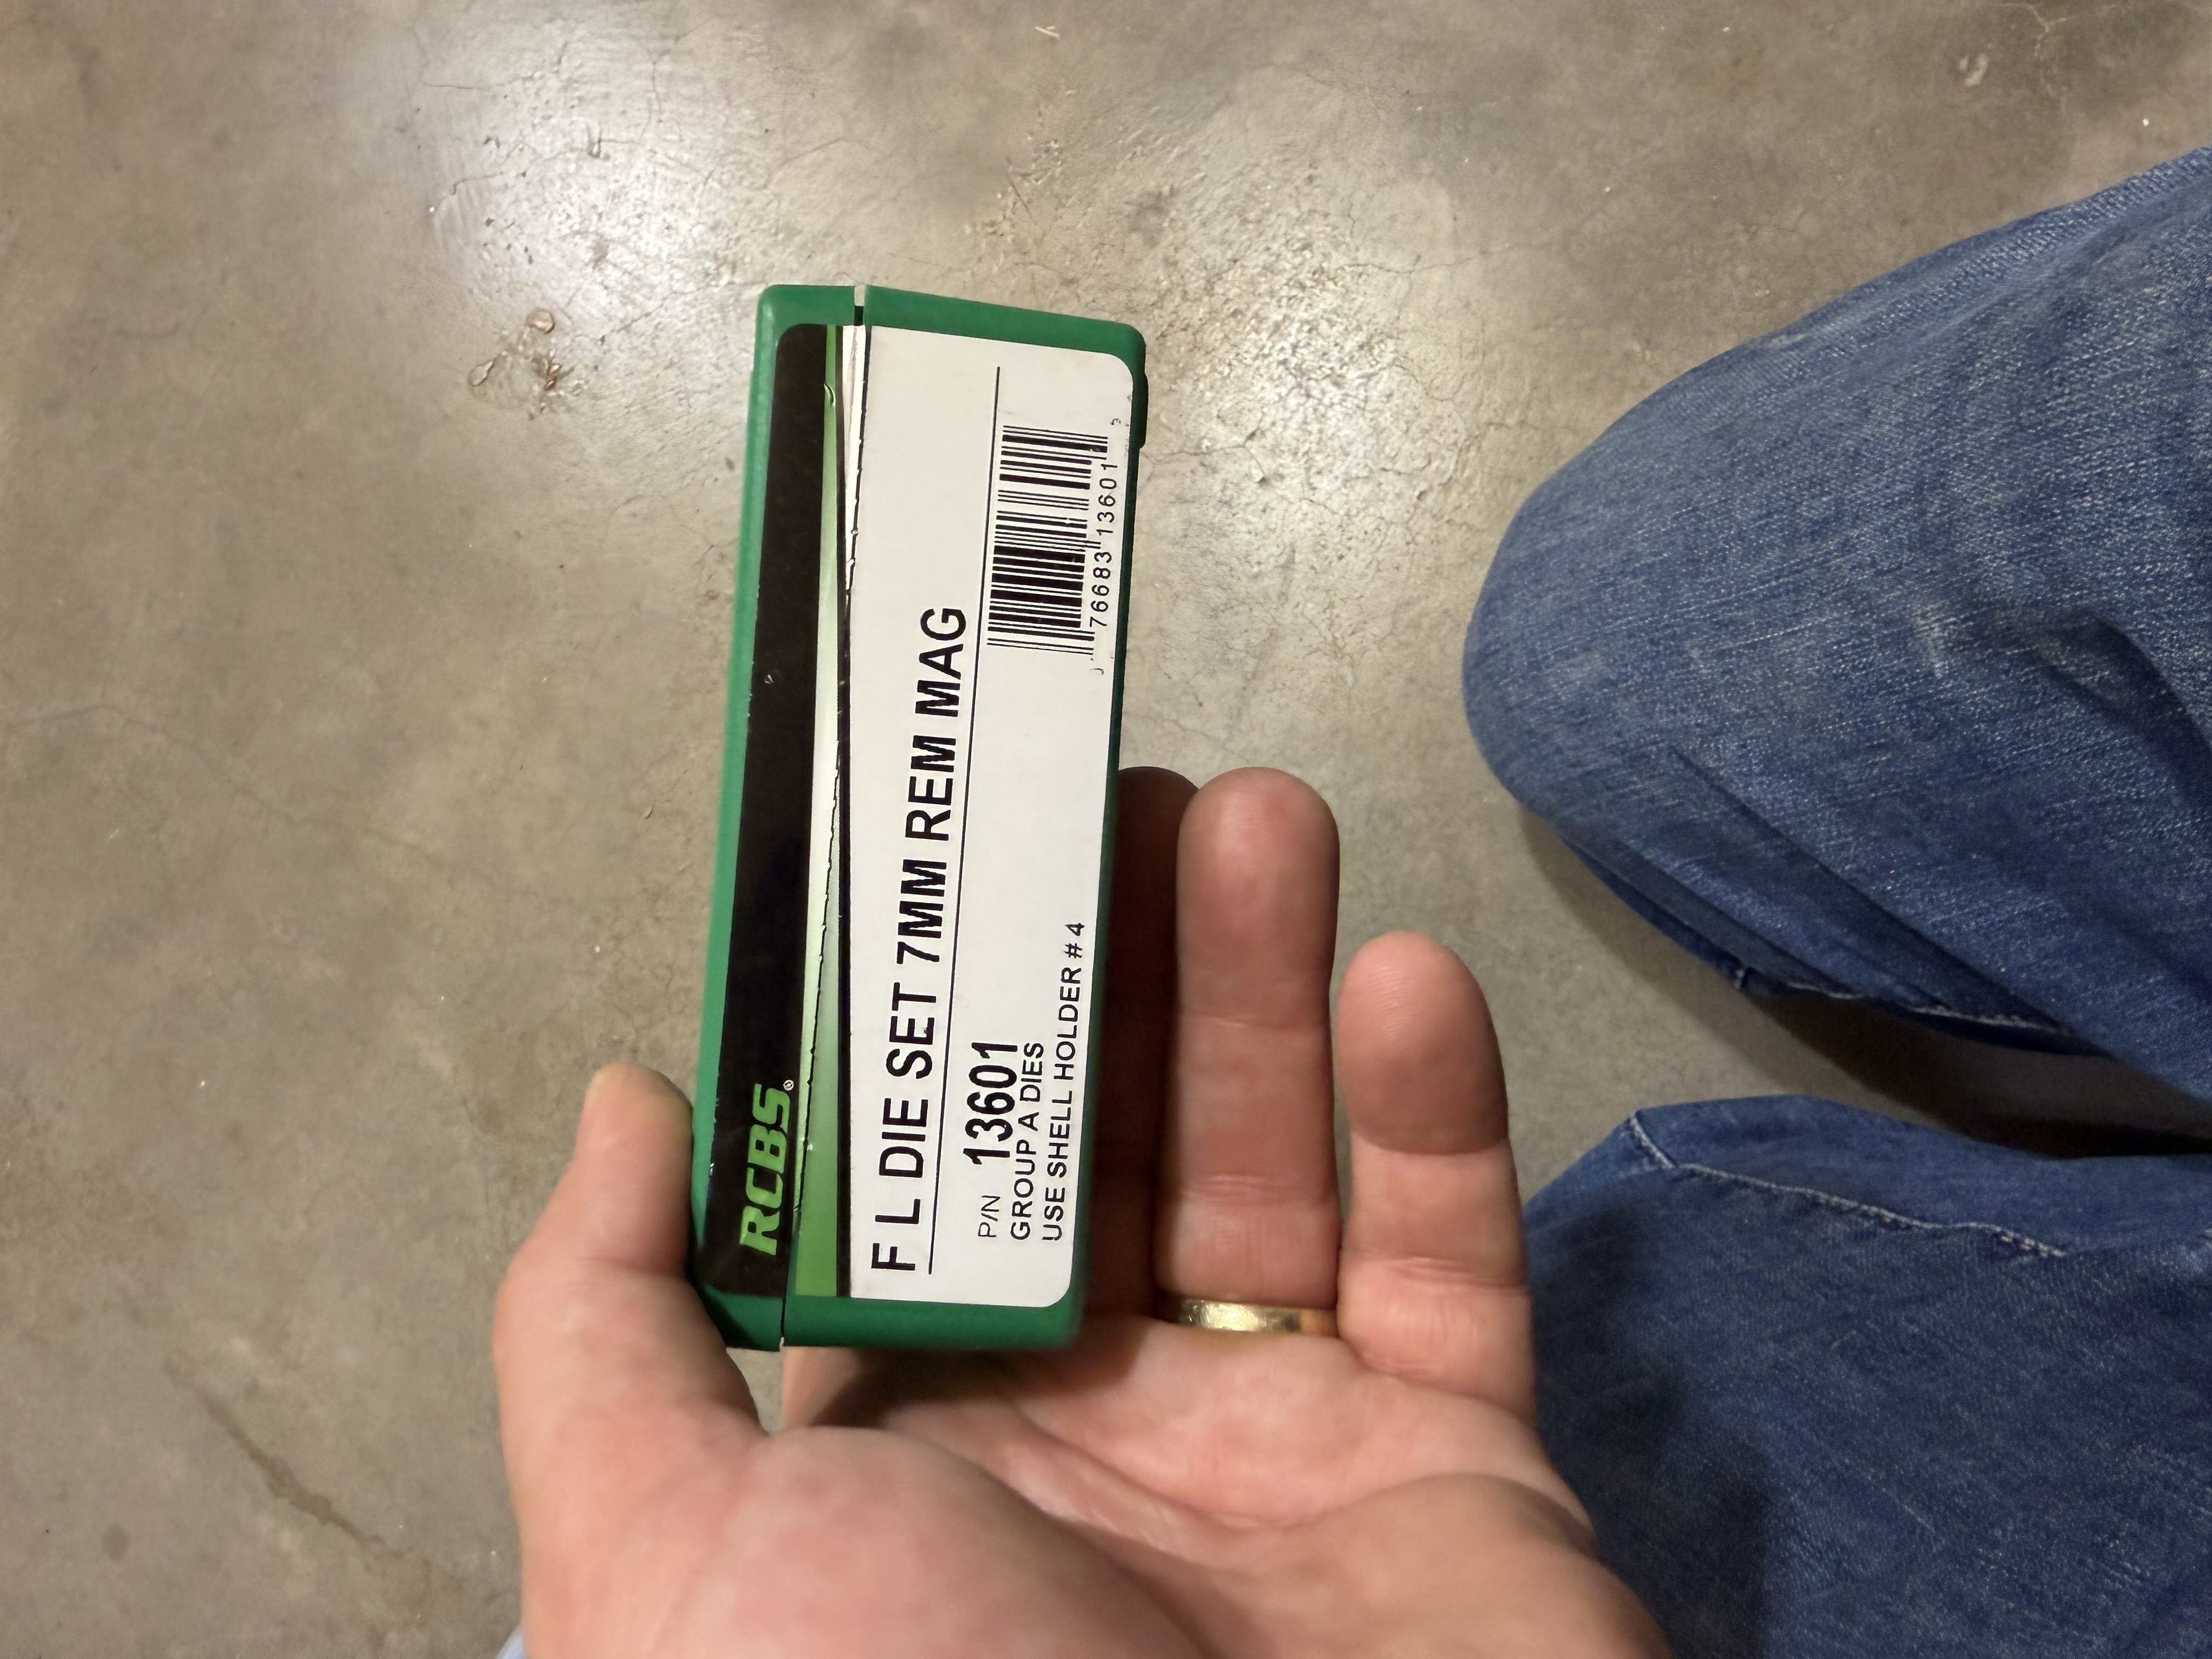 RCBS®
F L DIE SET 7MM REM MAG
P/N 13601
GROUP A DIES
USE SHELL HOLDER #4
76683 13601